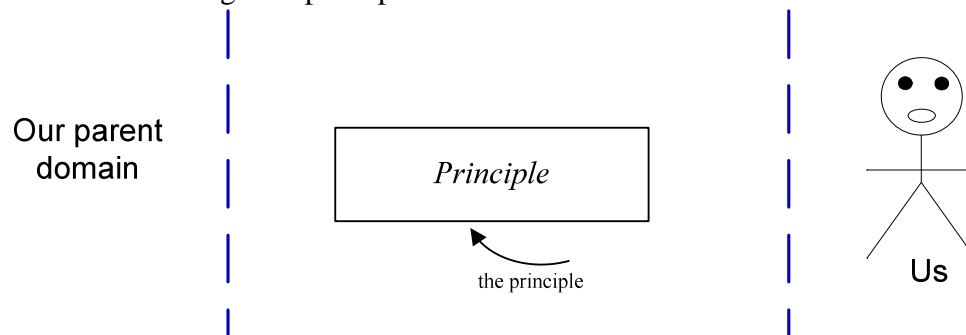 Our parent
domain
Principle
the principle
Us